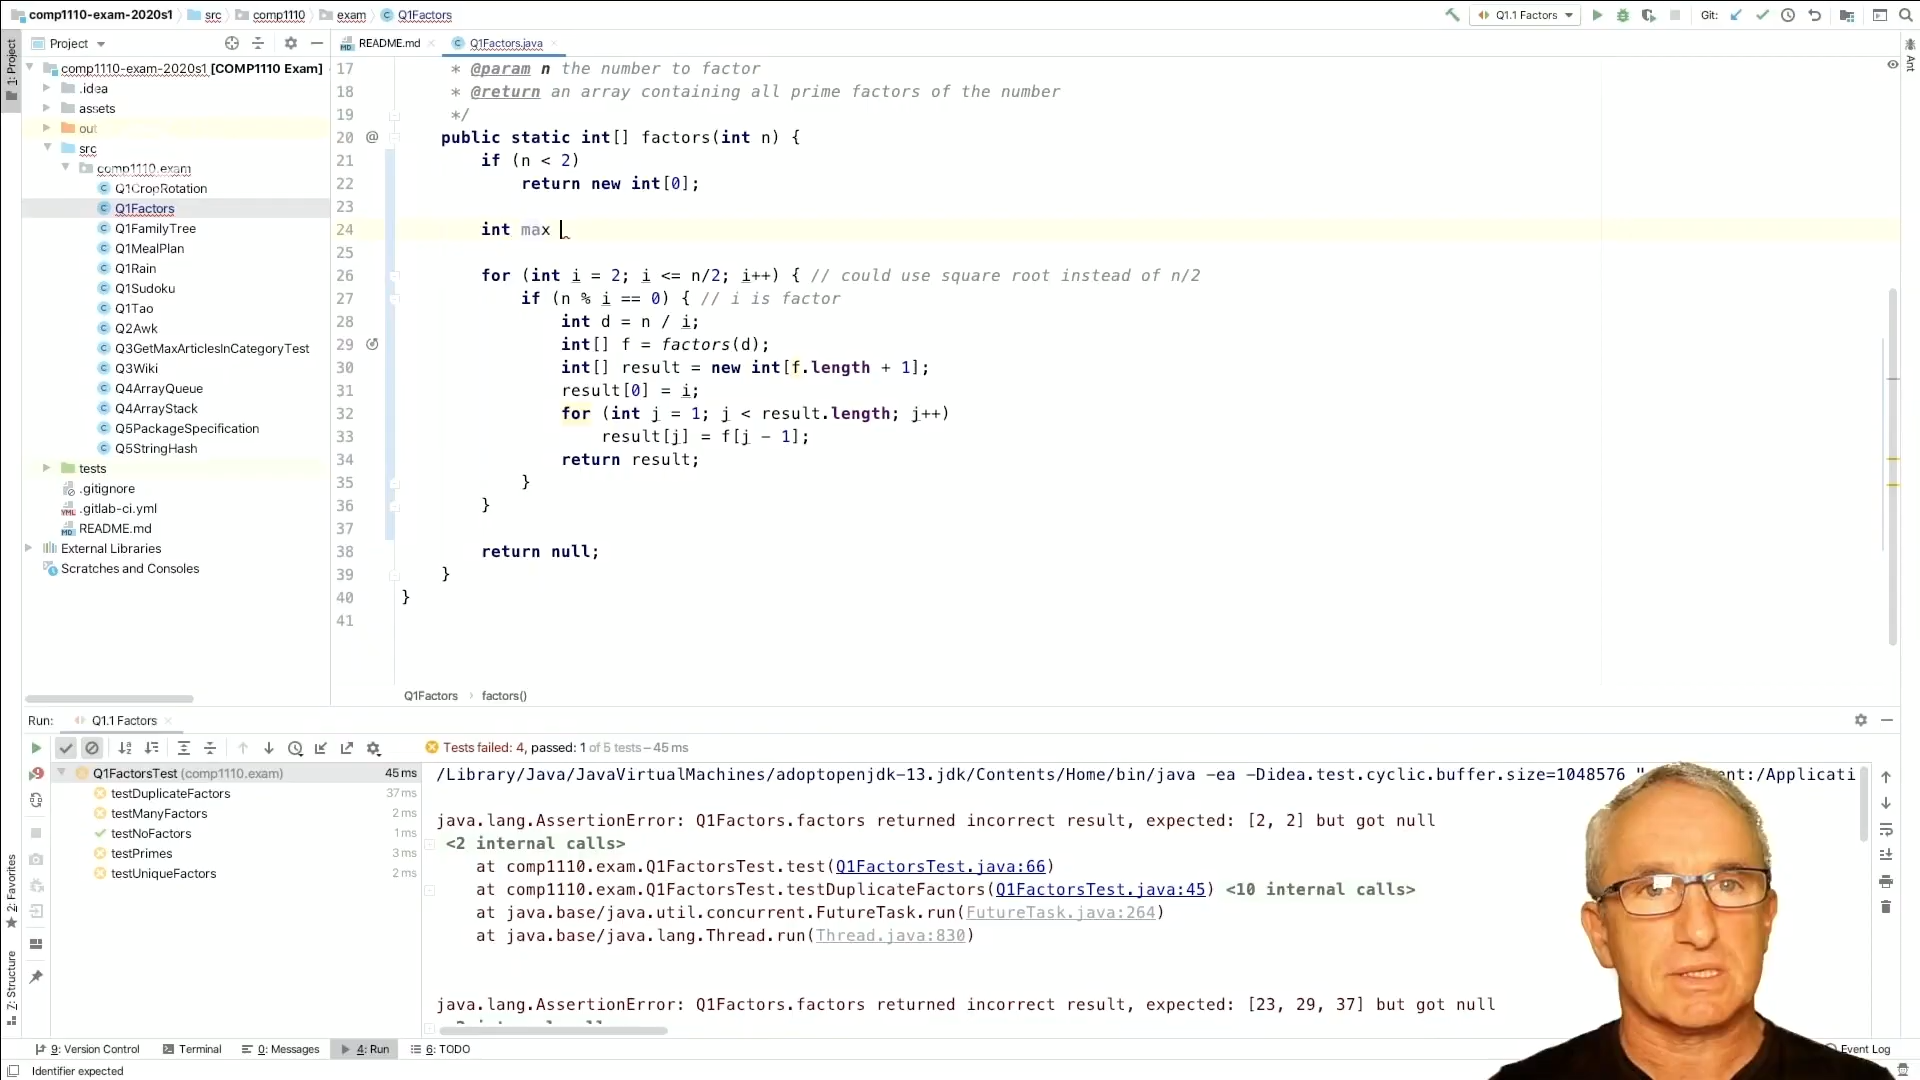 comp1110-exam-2020s1 src comp1110 exam Q1Factors
Q1.1 Factors Git:
Project
README.md Q1Factors.java
1: Project
Ant
comp1110-exam-2020s1 [COMP1110 Exam]
.idea
assets
out
src
comp1110.exam
Q1CropRotation
Q1Factors
Q1FamilyTree
Q1MealPlan
Q1Rain
Q1Sudoku
Q1Tao
Q2Awk
Q3GetMaxArticlesInCategoryTest
Q3Wiki
Q4ArrayQueue
Q4ArrayStack
Q5PackageSpecification
Q5StringHash
tests
.gitignore
.gitlab-ci.yml
README.md
External Libraries
Scratches and Consoles
17 * @param n the number to factor
18 * @return an array containing all prime factors of the number
19 */
20 @ public static int[] factors(int n) {
21 if (n < 2)
22 return new int[0];
23
24 int max
25
26 for (int i = 2; i <= n/2; i++) { // could use square root instead of n/2
27 if (n % i == 0) { // i is factor
28 int d = n / i;
29 int[] f = factors(d);
30 int[] result = new int[f.length + 1];
31 result[0] = i;
32 for (int j = 1; j < result.length; j++)
33 result[j] = f[j - 1];
34 return result;
35 }
36 }
37
38 return null;
39 }
40 }
41
Q1Factors › factors()
Run: Q1.1 Factors
Tests failed: 4, passed: 1 of 5 tests – 45 ms
Q1FactorsTest (comp1110.exam) 45 ms
testDuplicateFactors 37 ms
testManyFactors 2 ms
testNoFactors 1 ms
testPrimes 3 ms
testUniqueFactors 2 ms
/Library/Java/JavaVirtualMachines/adoptopenjdk-13.jdk/Contents/Home/bin/java -ea -Didea.test.cyclic.buffer.size=1048576 " ent:/Applicati
java.lang.AssertionError: Q1Factors.factors returned incorrect result, expected: [2, 2] but got null
<2 internal calls>
at comp1110.exam.Q1FactorsTest.test(Q1FactorsTest.java:66)
at comp1110.exam.Q1FactorsTest.testDuplicateFactors(Q1FactorsTest.java:45) <10 internal calls>
at java.base/java.util.concurrent.FutureTask.run(FutureTask.java:264)
at java.base/java.lang.Thread.run(Thread.java:830)
java.lang.AssertionError: Q1Factors.factors returned incorrect result, expected: [23, 29, 37] but got null
2: Favorites
Z: Structure
9: Version Control Terminal 0: Messages 4: Run 6: TODO Event Log
Identifier expected